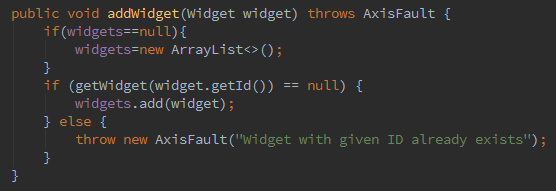 public void addWidget(Widget widget) throws AxisFault {
    if(widgets==null){
        widgets=new ArrayList<>();
    }
    if (getWidget(widget.getId()) == null) {
        widgets.add(widget);
    } else {
        throw new AxisFault("Widget with given ID already exists");
    }
}